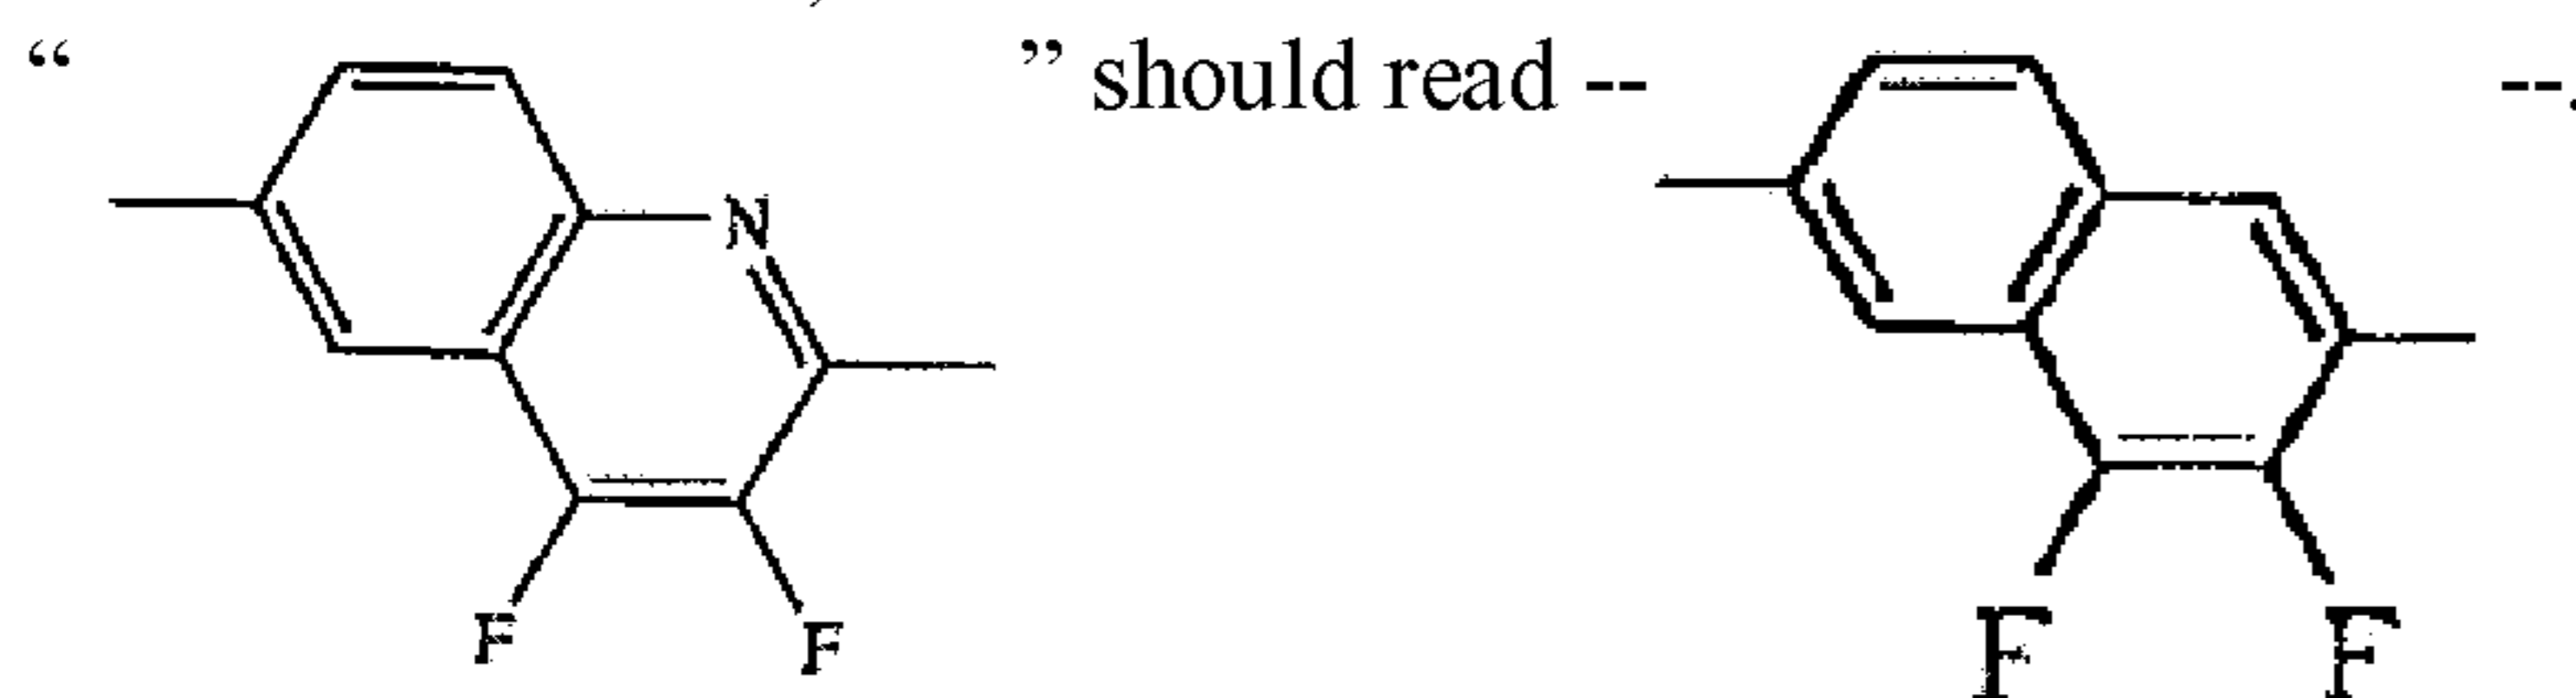 “ ” should read -- --.
N
F F
F F